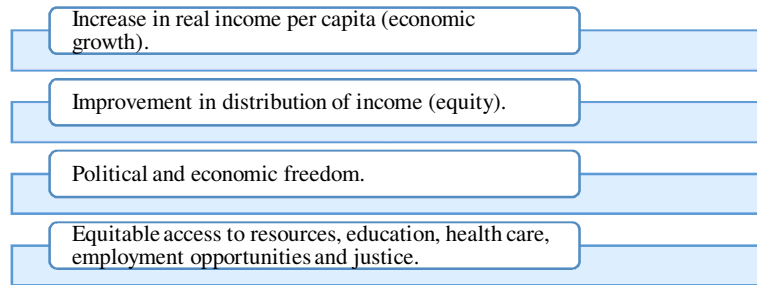 Increase in real income per capita (economic
growth).
Improvement in distribution of income (equity).
Political and economic freedom.
Equitable access to resources, education, health care,
employment opportunities and justice.